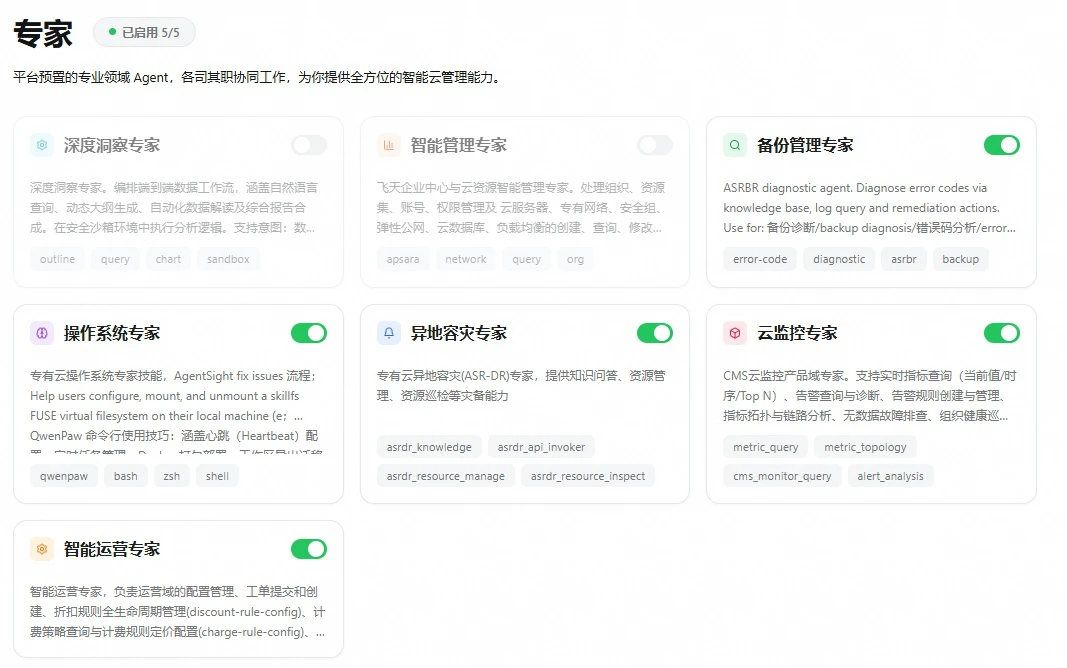 专家
已启用 5/5
平台预置的专业领域 Agent，各司其职协同工作，为你提供全方位的智能云管理能力。
深度洞察专家
深度洞察专家。编排端到端数据工作流，涵盖自然语言
查询、动态大纲生成、自动化数据解读及综合报告合
成。在安全沙箱环境中执行分析逻辑。支持意图：数...
outline query chart sandbox
智能管理专家
飞天企业中心与云资源智能管理专家。处理组织、资源
集、账号、权限管理及 云服务器、专有网络、安全组、
弹性公网、云数据库、负载均衡的创建、查询、修改...
apsara network query org
备份管理专家
ASRBR diagnostic agent. Diagnose error codes via
knowledge base, log query and remediation actions.
Use for: 备份诊断/backup diagnosis/错误码分析/error...
error-code diagnostic asrbr backup
操作系统专家
专有云操作系统专家技能，AgentSight fix issues 流程；
Help users configure, mount, and unmount a skillfs
FUSE virtual filesystem on their local machine (e；...
QwenPaw 命令行使用技巧：涵盖心跳（Heartbeat）配
qwenpaw bash zsh shell
异地容灾专家
专有云异地容灾(ASR-DR)专家，提供知识问答、资源管
理、资源巡检等灾备能力
asrdr_knowledge asrdr_api_invoker
asrdr_resource_manage asrdr_resource_inspect
云监控专家
CMS云监控产品域专家。支持实时指标查询（当前值/时
序/Top N）、告警查询与诊断、告警规则创建与管理、
指标拓扑与链路分析、无数据故障排查、组织健康巡...
metric_query metric_topology
cms_monitor_query alert_analysis
智能运营专家
智能运营专家，负责运营域的配置管理、工单提交和创
建、折扣规则全生命周期管理(discount-rule-config)、计
费策略查询与计费规则定价配置(charge-rule-config)、...